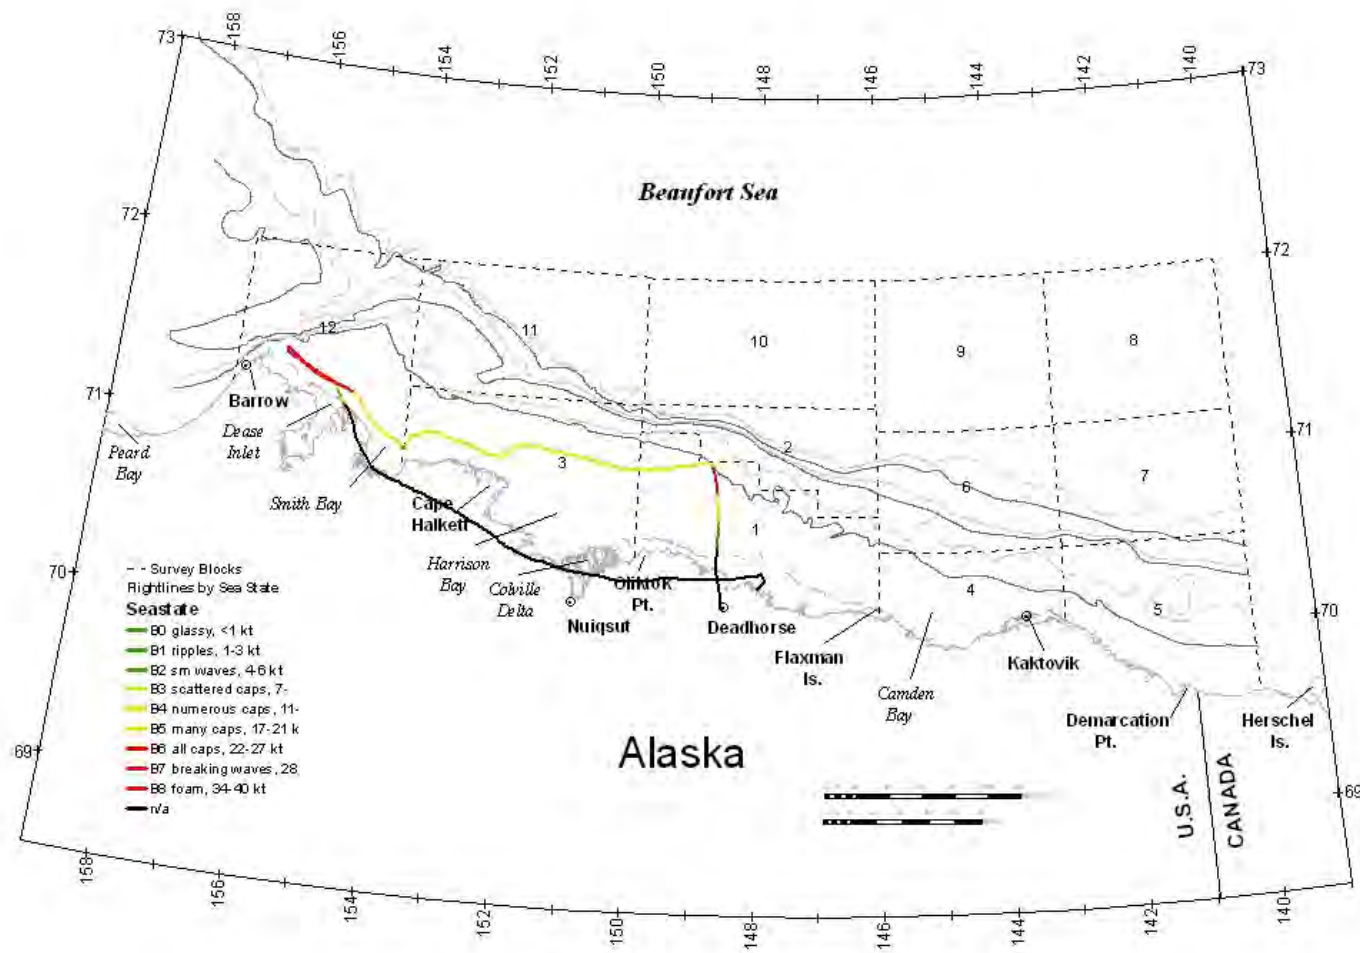 158
156
154
152
150
148
146
144
142
140
73
73
Beaufort Sea
72
72
12
11
10
9
8
71
71
Barrow
Dease
Inlet
Peard
Bay
Smith Bay
Cape
Halkett
3
2
6
7
1
Harrison
Bay
Colville
Delta
Oliktok
Pt.
Nuiqsut
Deadhorse
4
5
Flaxman
Is.
Camden
Bay
Kaktovik
Demarcation
Pt.
Herschel
Is.
70
70
-- Survey Blocks
Flightlines by Sea State
Seastate
B0 glassy, <1 kt
B1 ripples, 1-3 kt
B2 sm waves, 4-6 kt
B3 scattered caps, 7-
B4 numerous caps, 11-
B5 many caps, 17-21 k
B6 all caps, 22-27 kt
B7 breaking waves, 28
B8 foam, 34-40 kt
n/a
Alaska
U.S.A.
CANADA
69
69
158
156
154
152
150
148
146
144
142
140